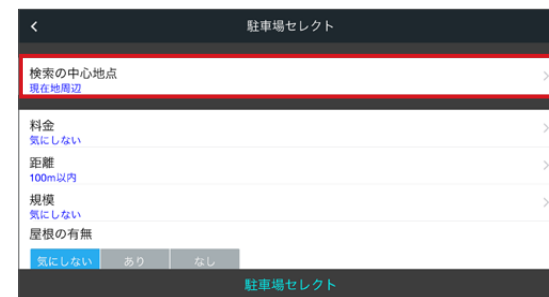 駐車場セレクト
検索の中心地点
現在地周辺
料金
気にしない
距離
100m以内
規模
気にしない
屋根の有無
気にしない あり なし
駐車場セレクト